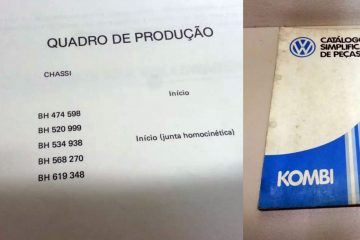 QUADRO DE PRODUÇÃO
CHASSI
Início
BH 474 598
BH 520 999
BH 534 938 Início (junta homocinética)
BH 568 270
BH 619 348
CATÁLOGO
SIMPLIFIC
DE PEÇAS
KOMBI